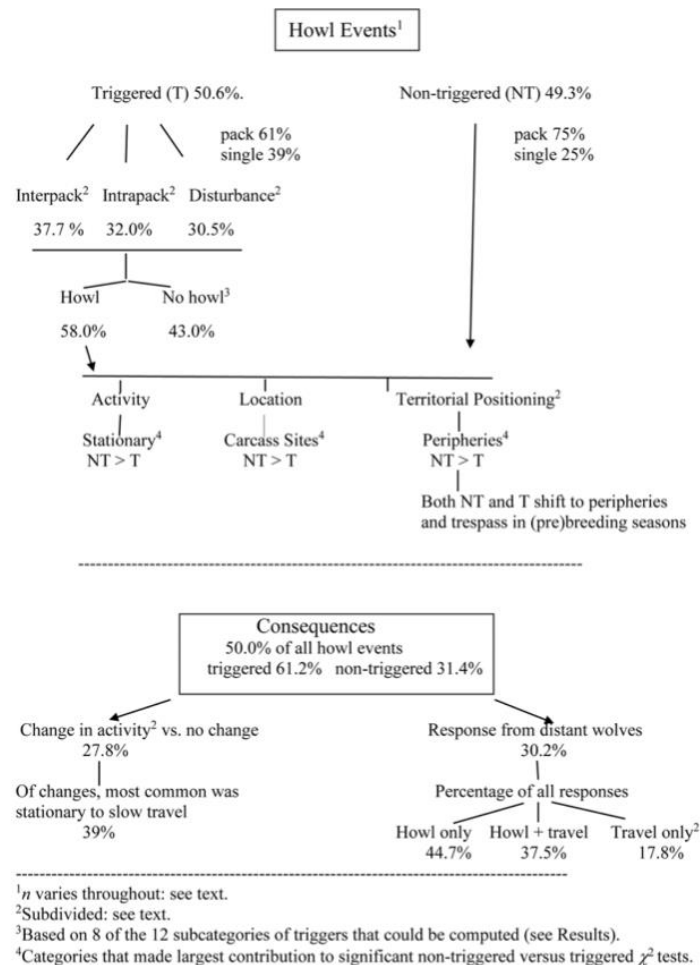 Howl Events¹
Triggered (T) 50.6%.
Non-triggered (NT) 49.3%
pack 61%
single 39%
pack 75%
single 25%
Interpack² Intrapack² Disturbance²
37.7 % 32.0% 30.5%
Howl No howl³
58.0% 43.0%
Activity Location Territorial Positioning²
Stationary⁴ Carcass Sites⁴ Peripheries⁴
NT > T NT > T NT > T
Both NT and T shift to peripheries
and trespass in (pre)breeding seasons
Consequences
50.0% of all howl events
triggered 61.2% non-triggered 31.4%
Change in activity² vs. no change
27.8%
Of changes, most common was
stationary to slow travel
39%
Response from distant wolves
30.2%
Percentage of all responses
Howl only Howl + travel Travel only²
44.7% 37.5% 17.8%
¹n varies throughout: see text.
²Subdivided: see text.
³Based on 8 of the 12 subcategories of triggers that could be computed (see Results).
⁴Categories that made largest contribution to significant non-triggered versus triggered χ² tests.